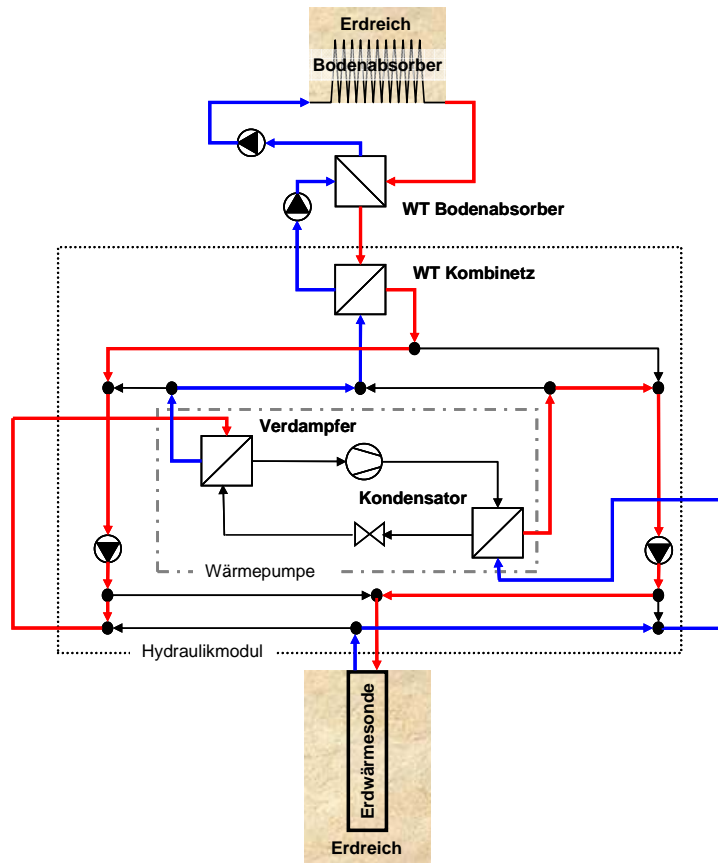 Erdreich
Bodenabsorber
WT Bodenabsorber
WT Kombinetz
Verdampfer
Kondensator
Wärmepumpe
Hydraulikmodul
Erdwärmesonde
Erdreich